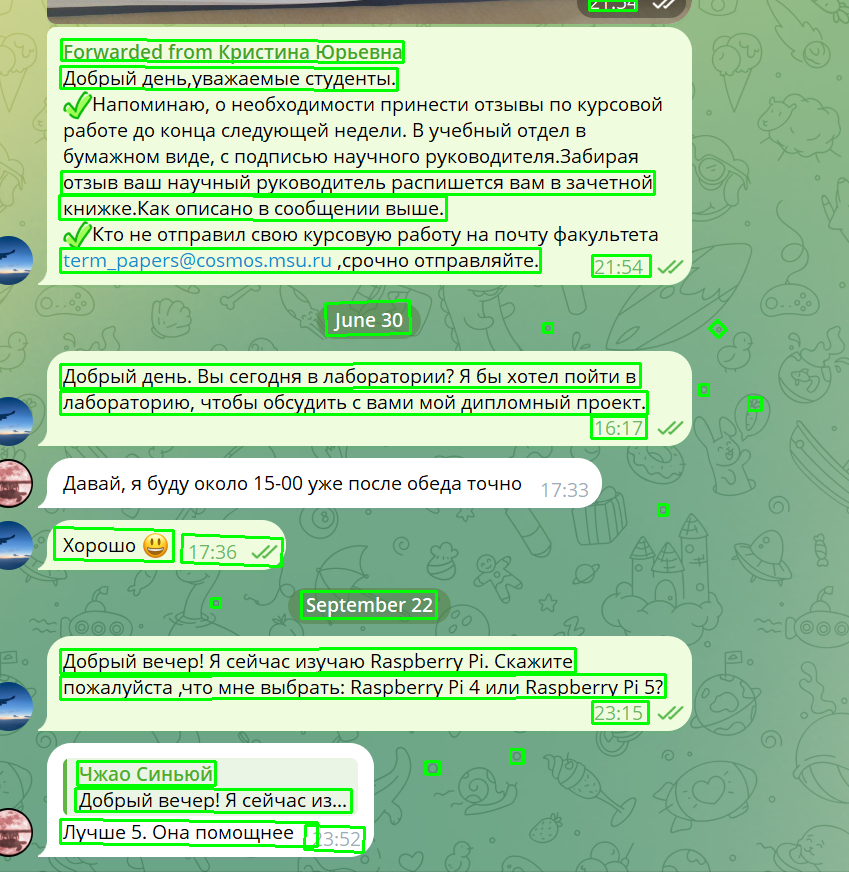 21:54
Forwarded from Кристина Юрьевна
Добрый день,уважаемые студенты.
✔Напоминаю, о необходимости принести отзывы по курсовой
работе до конца следующей недели. В учебный отдел в
бумажном виде, с подписью научного руководителя.Забирая
отзыв ваш научный руководитель распишется вам в зачетной
книжке.Как описано в сообщении выше.
✔Кто не отправил свою курсовую работу на почту факультета
term_papers@cosmos.msu.ru ,срочно отправляйте.
21:54
June 30
Добрый день. Вы сегодня в лаборатории? Я бы хотел пойти в
лабораторию, чтобы обсудить с вами мой дипломный проект.
16:17
Давай, я буду около 15-00 уже после обеда точно 17:33
Хорошо 😃 17:36
September 22
Добрый вечер! Я сейчас изучаю Raspberry Pi. Скажите
пожалуйста ,что мне выбрать: Raspberry Pi 4 или Raspberry Pi 5?
23:15
Чжао Синьюй
Добрый вечер! Я сейчас из...
Лучше 5. Она помощнее 23:52